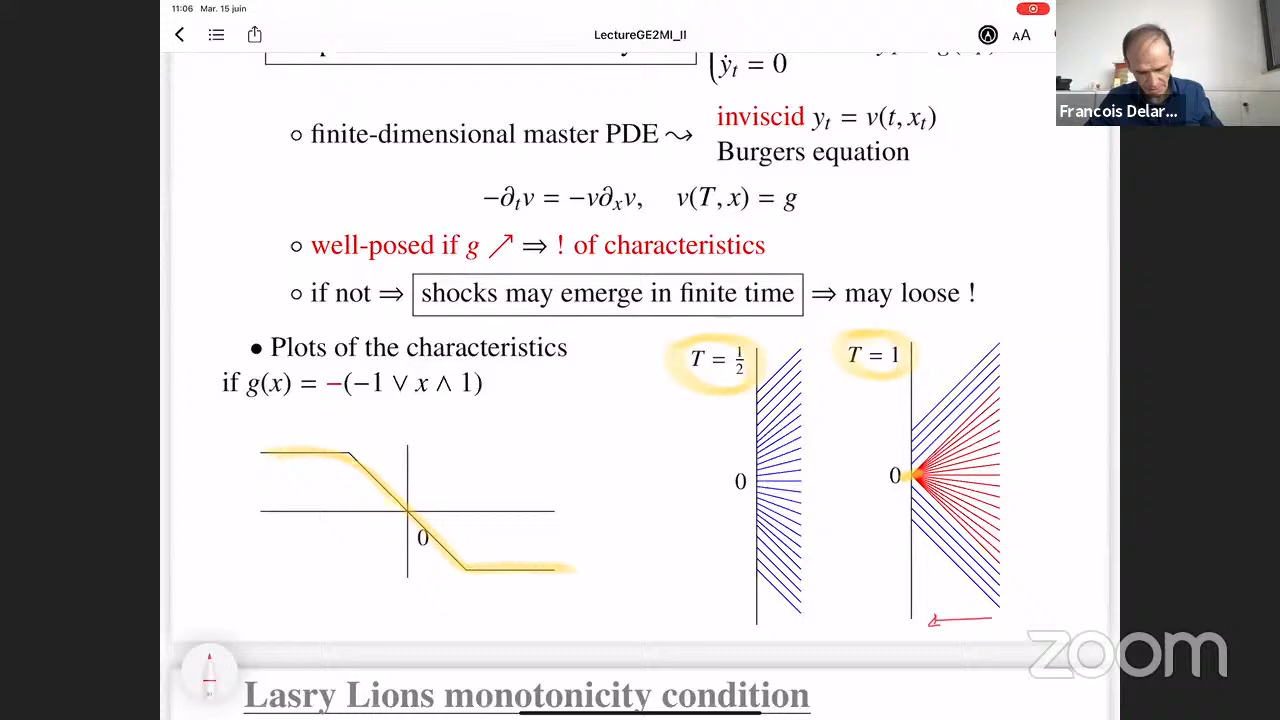 11:06 Mar. 15 juin
LectureGE2MI_II
AA
ẏₜ = 0
Francois Delar...
○ finite-dimensional master PDE ⤳ inviscid yₜ = v(t, xₜ)
Burgers equation
−∂ₜv = −v∂ₓv, v(T, x) = g
○ well-posed if g ↗ ⇒ ! of characteristics
○ if not ⇒ shocks may emerge in finite time ⇒ may loose !
● Plots of the characteristics
if g(x) = −(−1 ∨ x ∧ 1)
T = 1/2
T = 1
0
0
0
zoom
Lasry Lions monotonicity condition